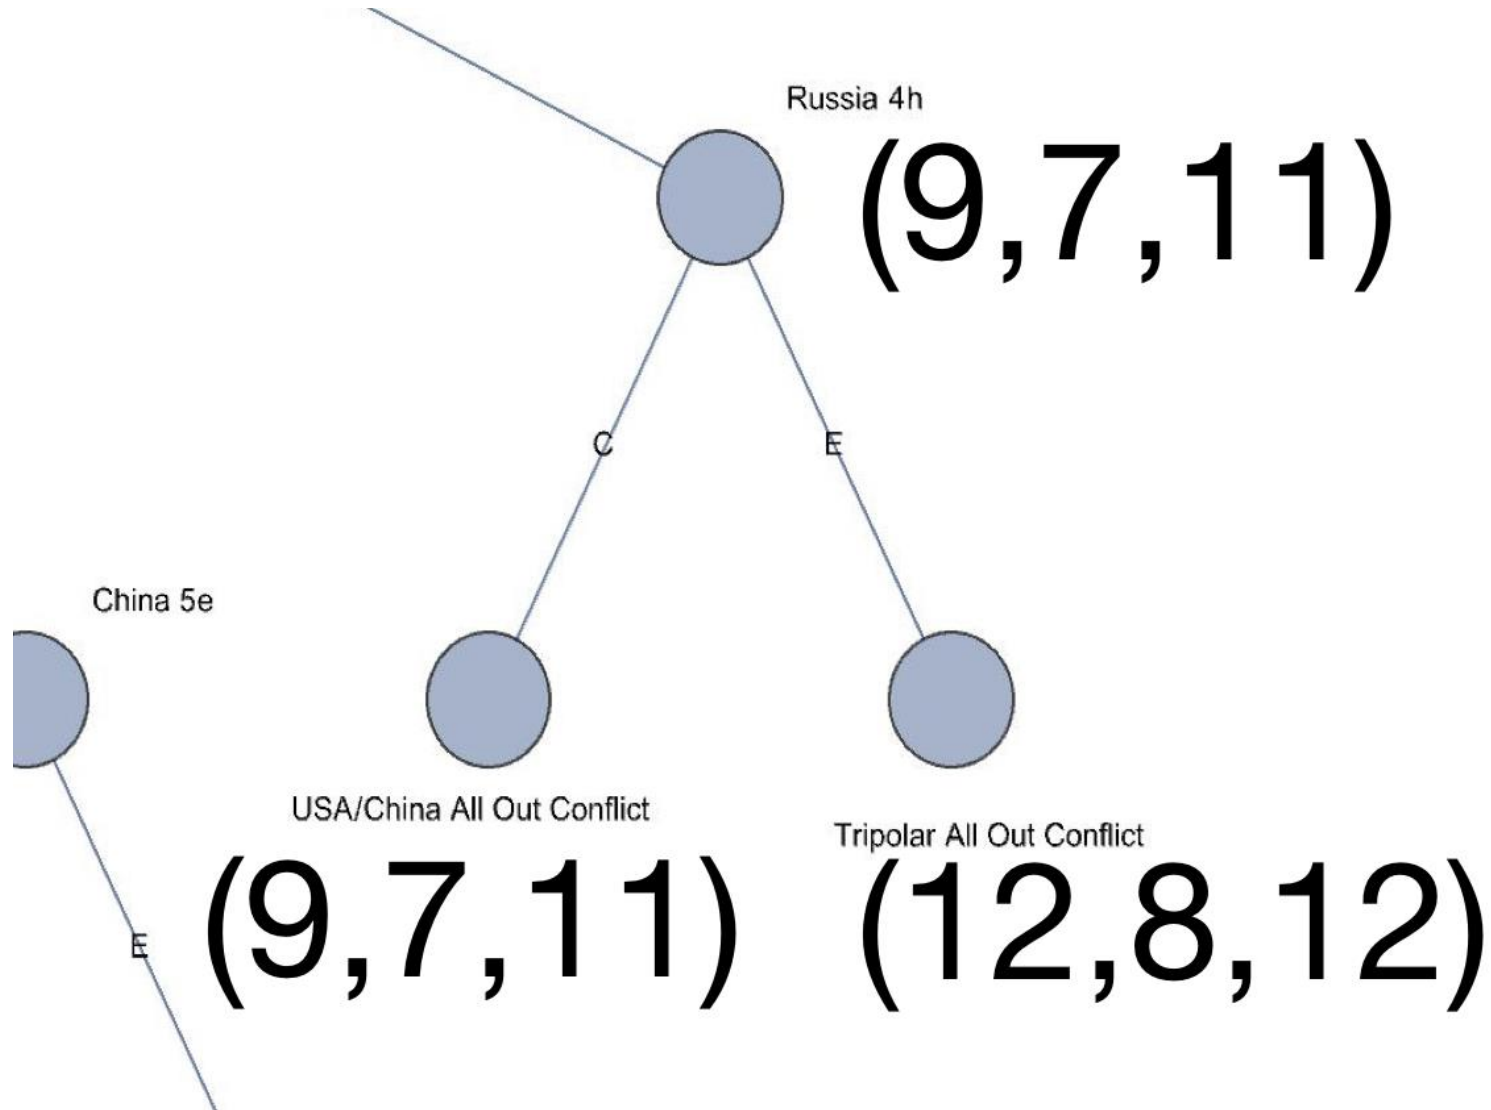 Russia 4h
(9,7,11)
C
E
China 5e
USA/China All Out Conflict
(9,7,11)
Tripolar All Out Conflict
(12,8,12)
E